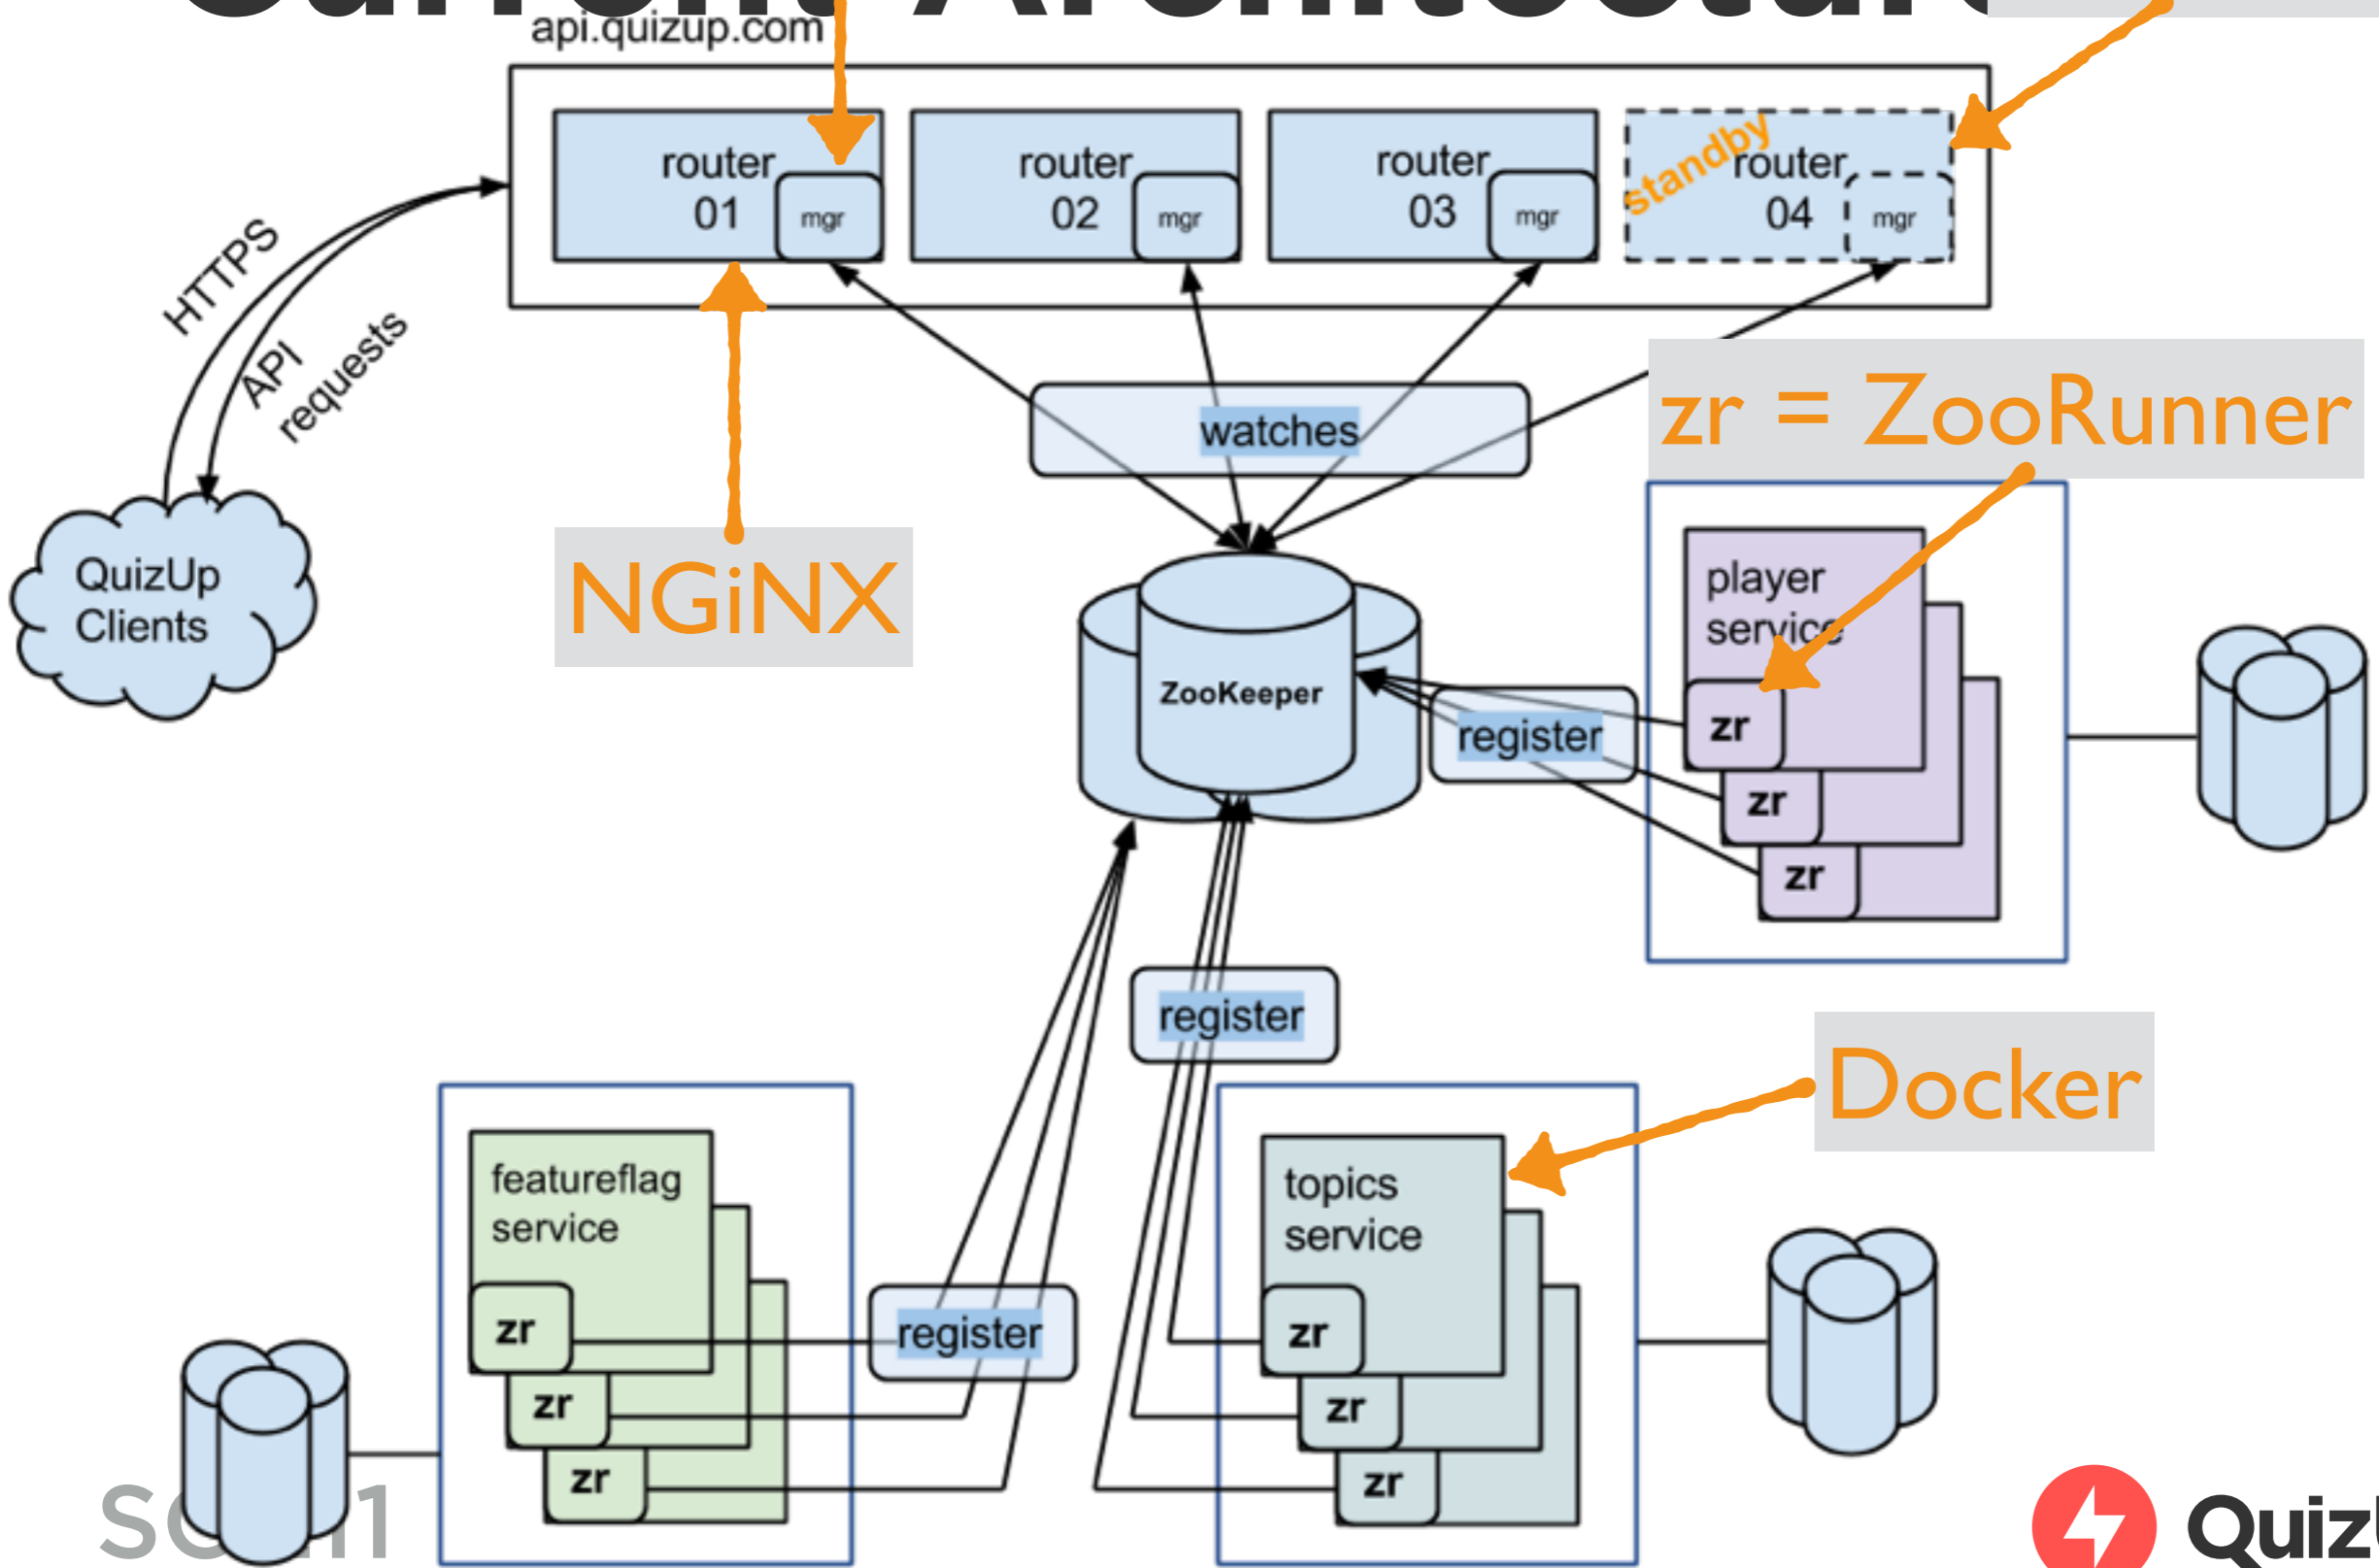 Current Architecture
api.quizup.com
router
01
mgr
router
02
mgr
router
03
mgr
standby
router
04
mgr
HTTPS
API
requests
watches
zr = ZooRunner
QuizUp
Clients
NGiNX
player
service
zr
zr
zr
ZooKeeper
register
register
Docker
featureflag
service
zr
zr
zr
register
topics
service
zr
zr
zr